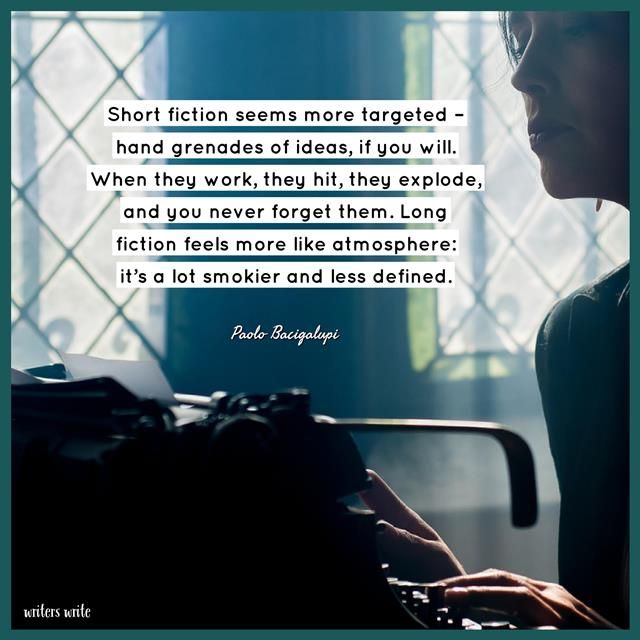 Short fiction seems more targeted –
hand grenades of ideas, if you will.
When they work, they hit, they explode,
and you never forget them. Long
fiction feels more like atmosphere:
it's a lot smokier and less defined.
Paolo Bacigalupi
writers write